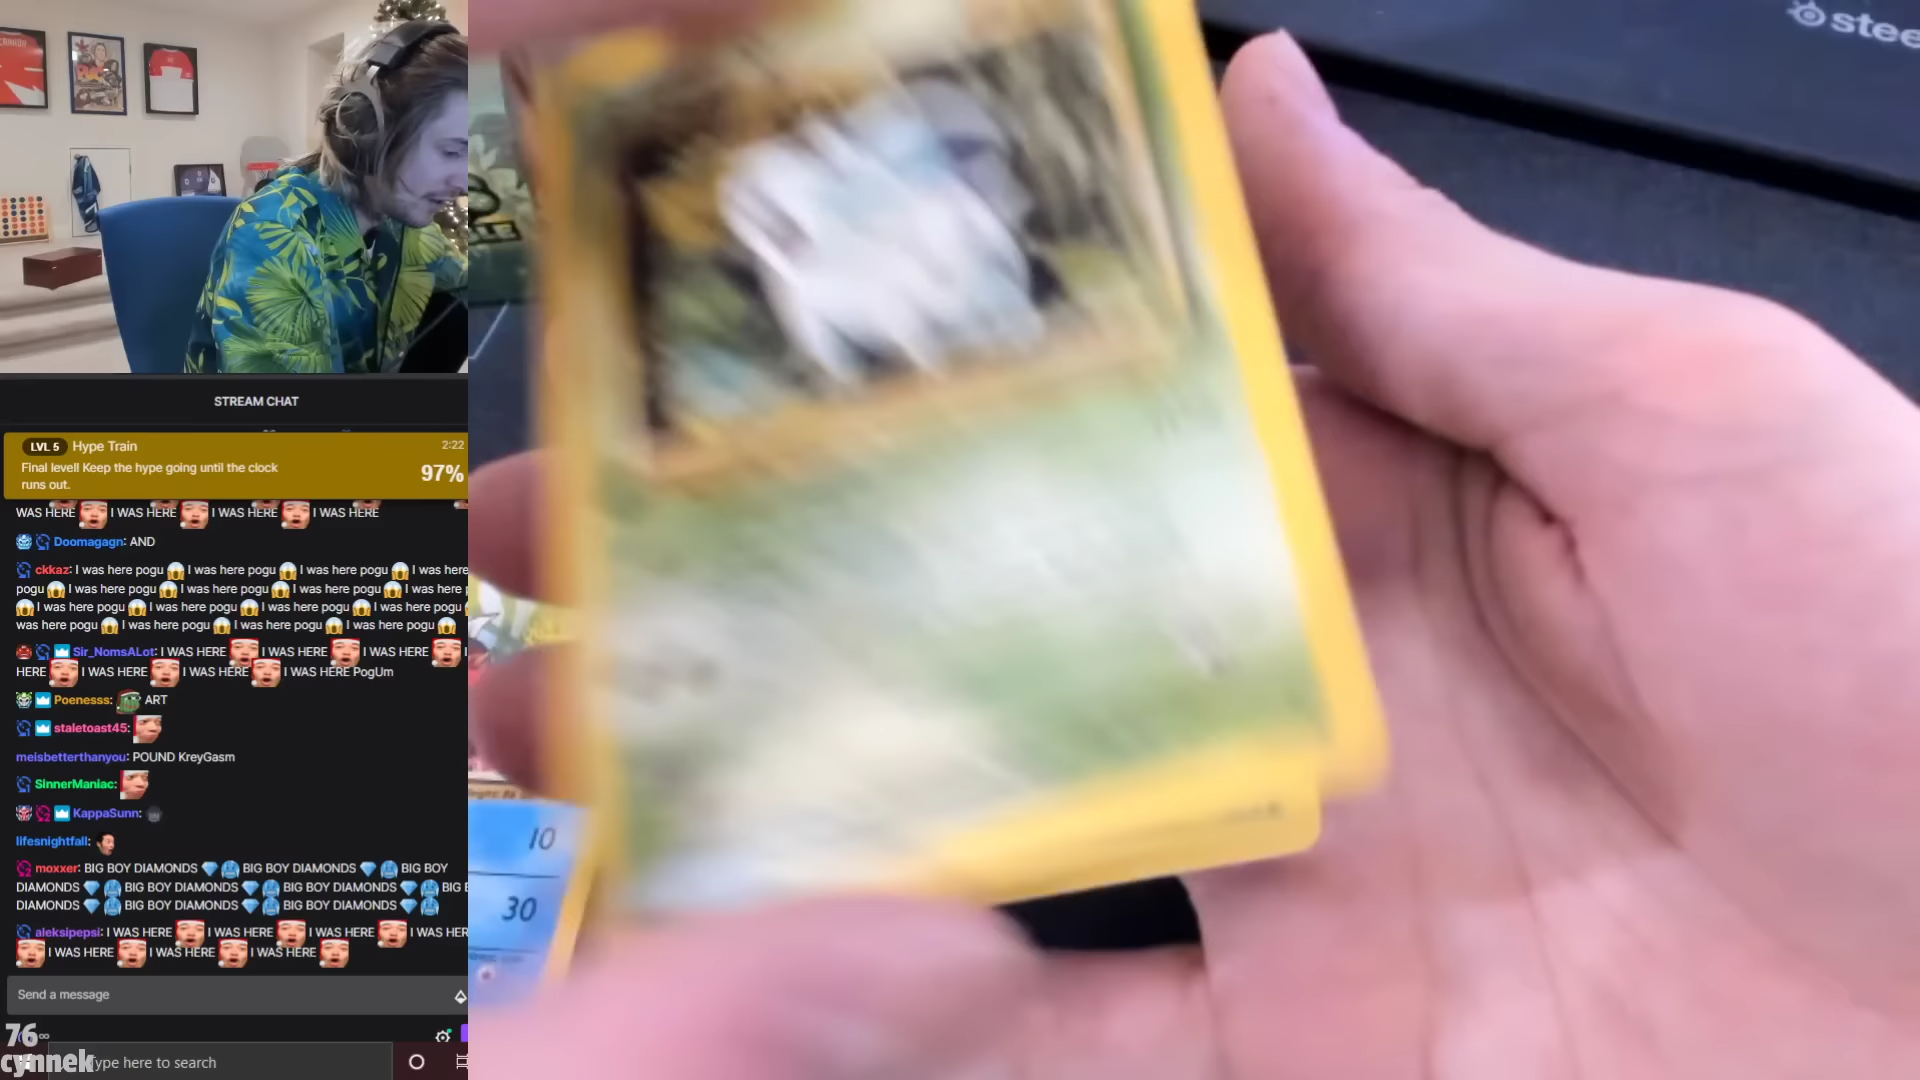 stee
STREAM CHAT
LVL 5 Hype Train 2:22
Final level! Keep the hype going until the clock
runs out.
97%
WAS HERE I WAS HERE I WAS HERE I WAS HERE
Doomagagn: AND
ckkaz: I was here pogu I was here pogu I was here pogu I was here
pogu I was here pogu I was here pogu I was here pogu
I was here pogu I was here pogu I was here pogu I was here pogu
was here pogu I was here pogu I was here pogu I was here pogu
Sir_NomsALot: I WAS HERE I WAS HERE I WAS HERE I
HERE I WAS HERE I WAS HERE I WAS HERE PogUm
Poenesss: ART
staletoast45:
meisbetterthanyou: POUND KreyGasm
SinnerManiac:
KappaSunn:
lifesnightfall:
moxxer: BIG BOY DIAMONDS BIG BOY DIAMONDS BIG BOY
DIAMONDS BIG BOY DIAMONDS BIG BOY DIAMONDS BIG B
DIAMONDS BIG BOY DIAMONDS BIG BOY DIAMONDS
aleksipepsi: I WAS HERE I WAS HERE I WAS HERE I WAS HER
I WAS HERE I WAS HERE I WAS HERE
Send a message
76
cynnek
Type here to search
10
30